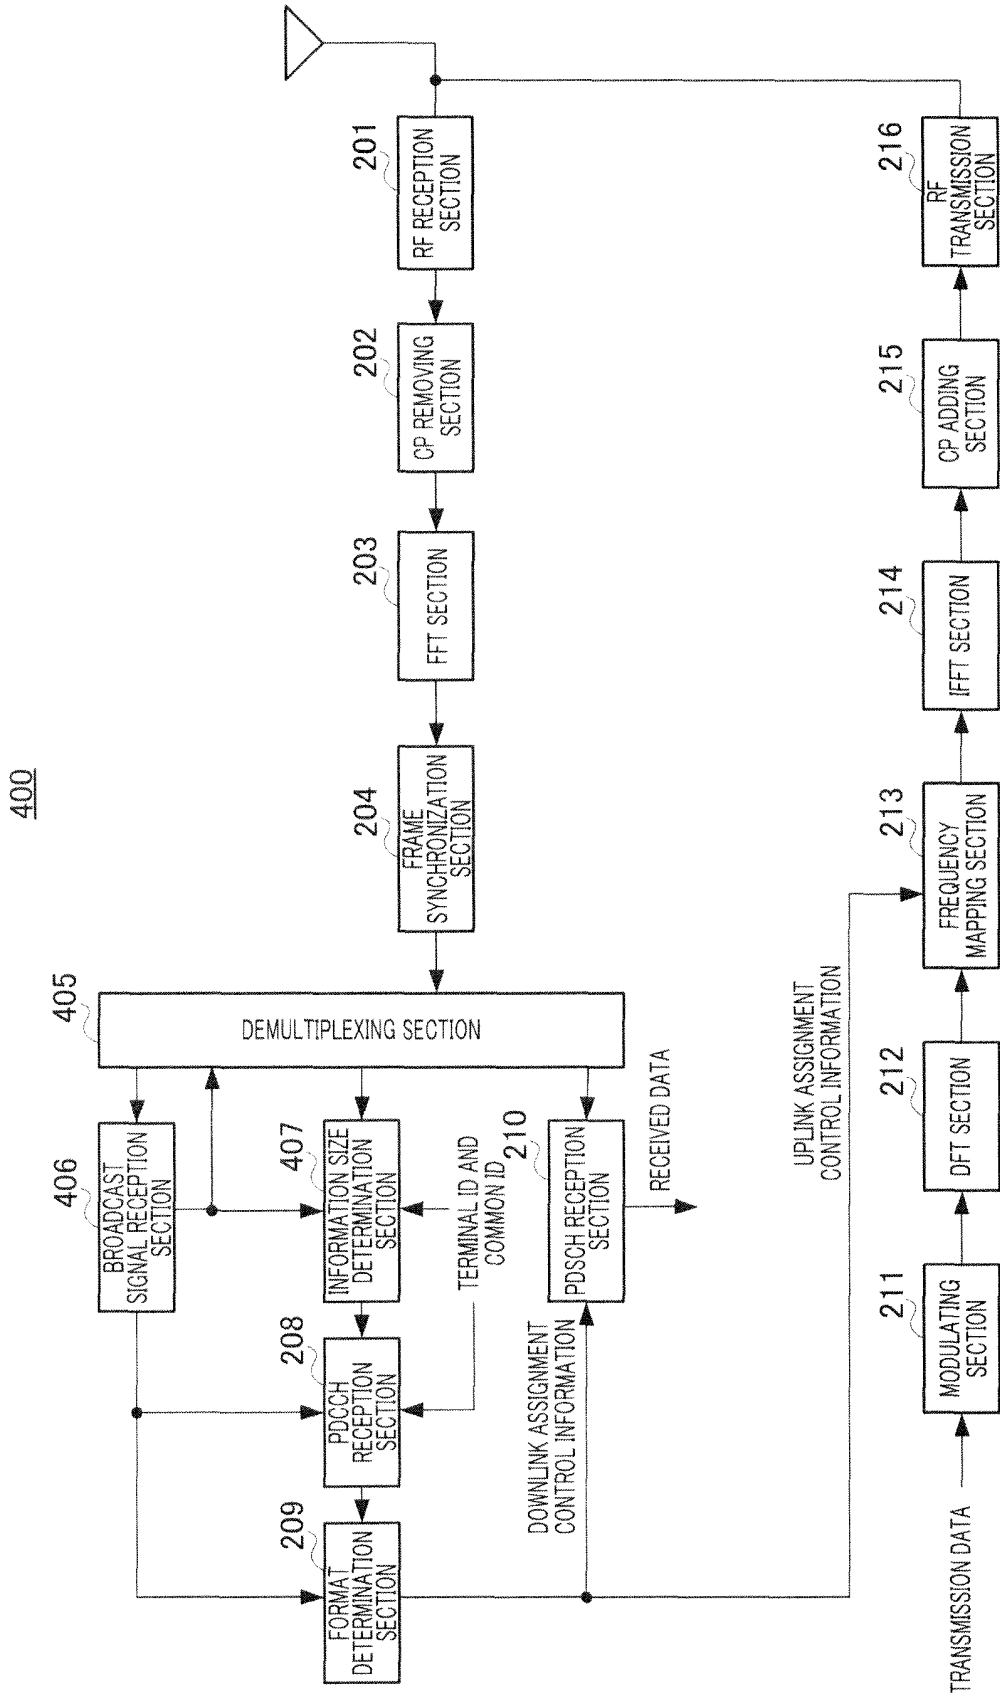 400
201
RF RECEPTION
SECTION
202
CP REMOVING
SECTION
203
FFT SECTION
204
FRAME
SYNCHRONIZATION
SECTION
405
DEMULTIPLEXING SECTION
406
BROADCAST
SIGNAL RECEPTION
SECTION
407
INFORMATION SIZE
DETERMINATION
SECTION
TERMINAL ID AND
COMMON ID
208
PDCCH
RECEPTION
SECTION
209
FORMAT
DETERMINATION
SECTION
210
PDSCH RECEPTION
SECTION
RECEIVED DATA
DOWNLINK ASSIGNMENT
CONTROL INFORMATION
UPLINK ASSIGNMENT
CONTROL INFORMATION
TRANSMISSION DATA
211
MODULATING
SECTION
212
DFT SECTION
213
FREQUENCY
MAPPING SECTION
214
IFFT SECTION
215
CP ADDING
SECTION
216
RF
TRANSMISSION
SECTION